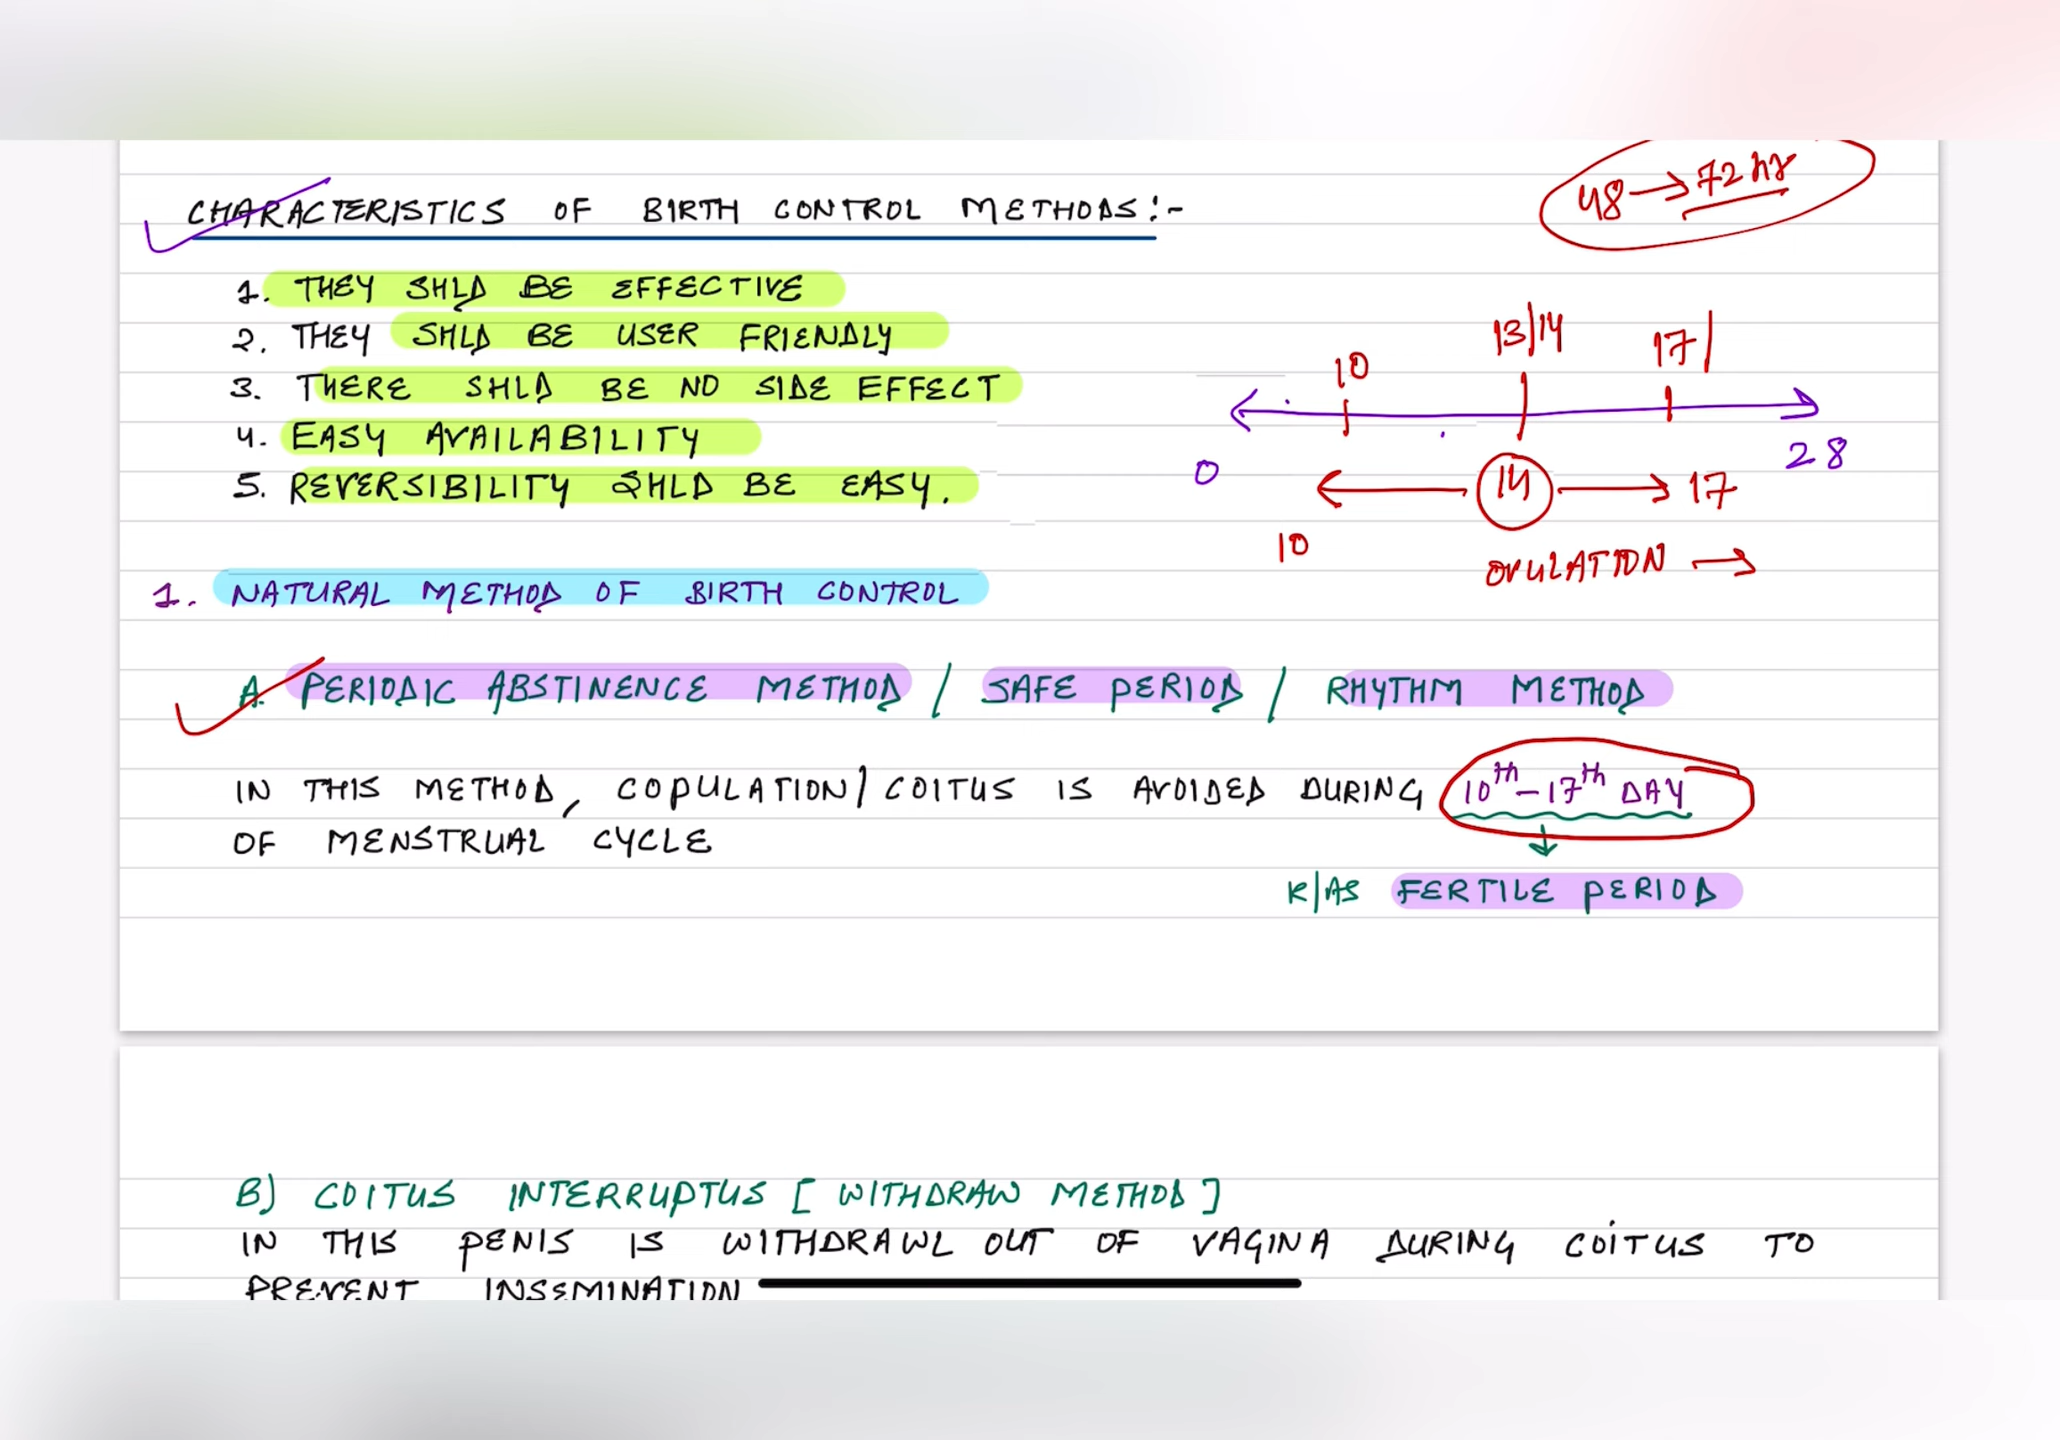 48 → 72 hr
CHARACTERISTICS OF BIRTH CONTROL METHODS:-
1. THEY SHLD BE EFFECTIVE
2. THEY SHLD BE USER FRIENDLY
3. THERE SHLD BE NO SIDE EFFECT
4. EASY AVAILABILITY
5. REVERSIBILITY SHLD BE EASY.
10 13/14 17
0 28
10 ← 14 → 17
OVULATION →
1. NATURAL METHOD OF BIRTH CONTROL
A. PERIODIC ABSTINENCE METHOD / SAFE PERIOD / RHYTHM METHOD
IN THIS METHOD, COPULATION/COITUS IS AVOIDED DURING 10th-17th DAY
OF MENSTRUAL CYCLE
K/AS FERTILE PERIOD
B) COITUS INTERRUPTUS [WITHDRAW METHOD]
IN THIS PENIS IS WITHDRAWL OUT OF VAGINA DURING COITUS TO
PREVENT INSEMINATION